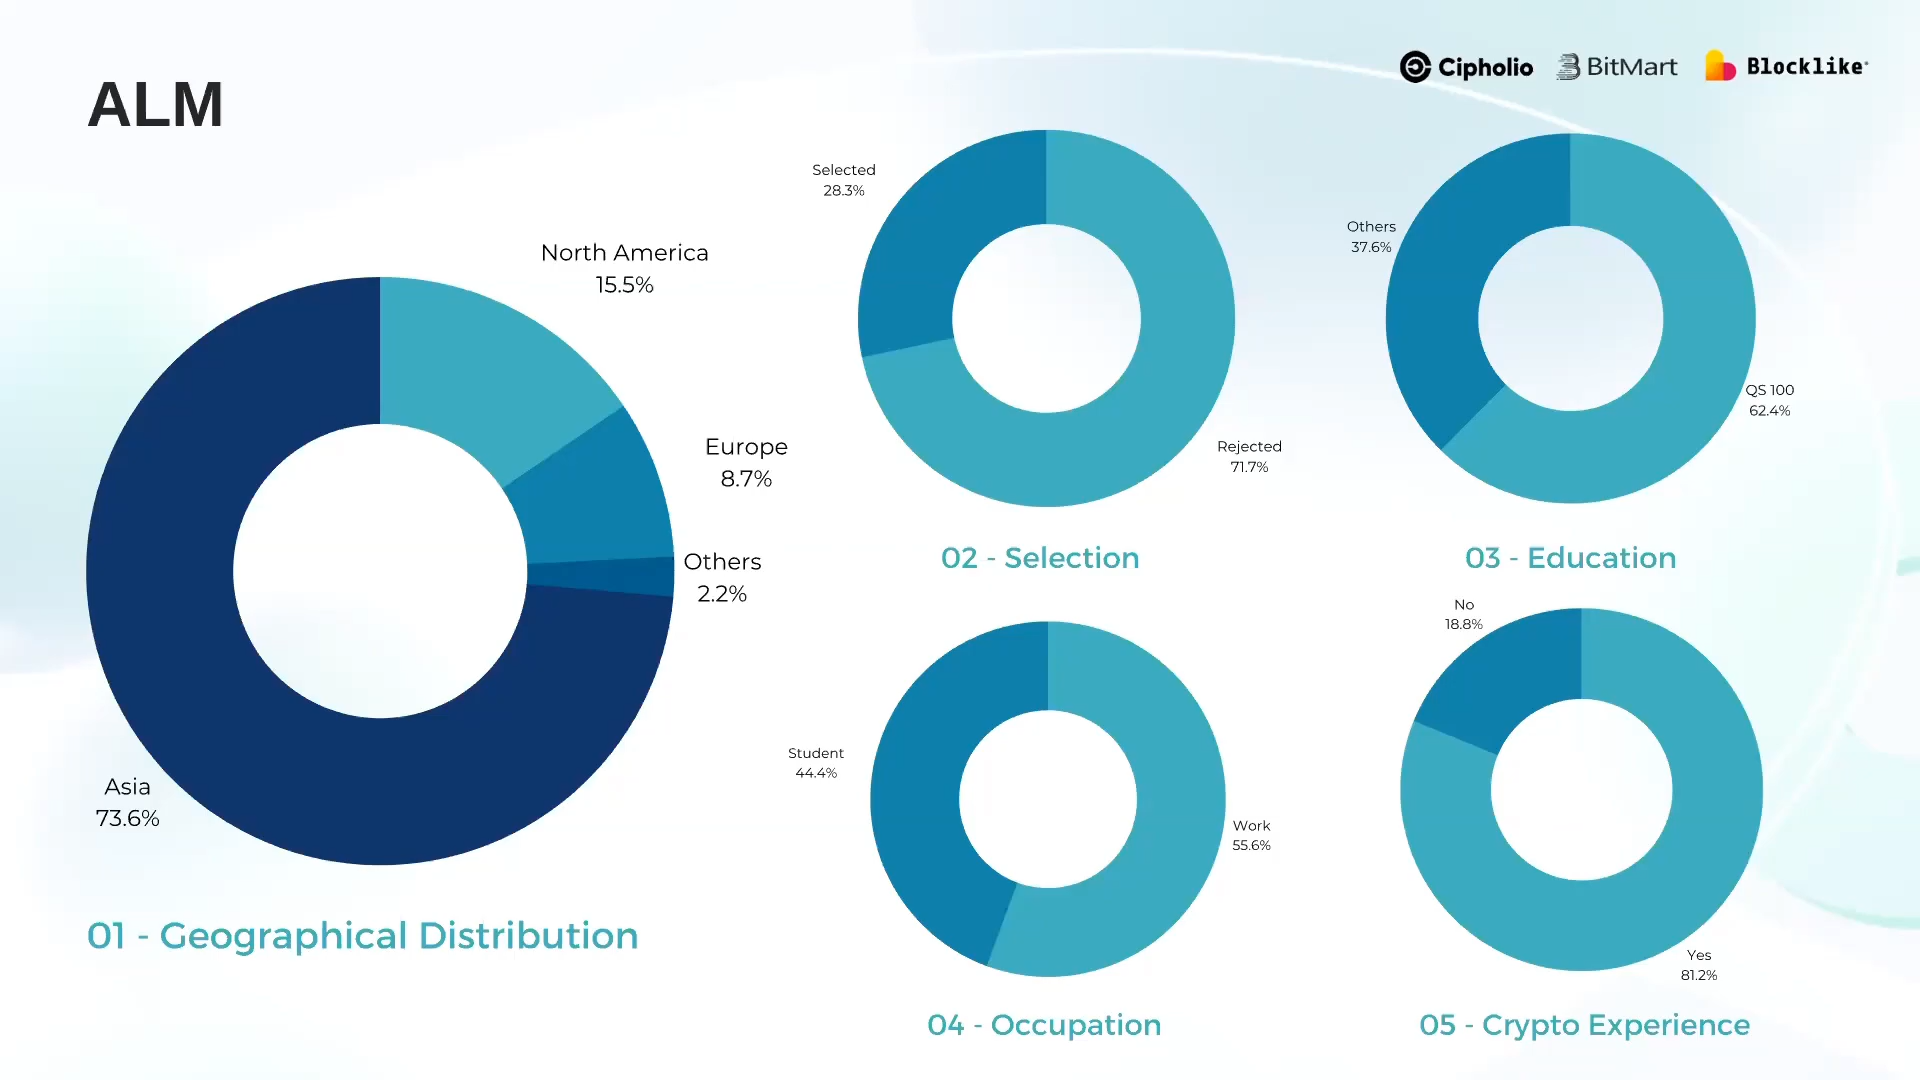 ALM
Cipholio
BitMart
Blocklike
North America
15.5%
Europe
8.7%
Others
2.2%
Asia
73.6%
01 - Geographical Distribution
Selected
28.3%
Rejected
71.7%
02 - Selection
Others
37.6%
QS 100
62.4%
03 - Education
Student
44.4%
Work
55.6%
04 - Occupation
No
18.8%
Yes
81.2%
05 - Crypto Experience